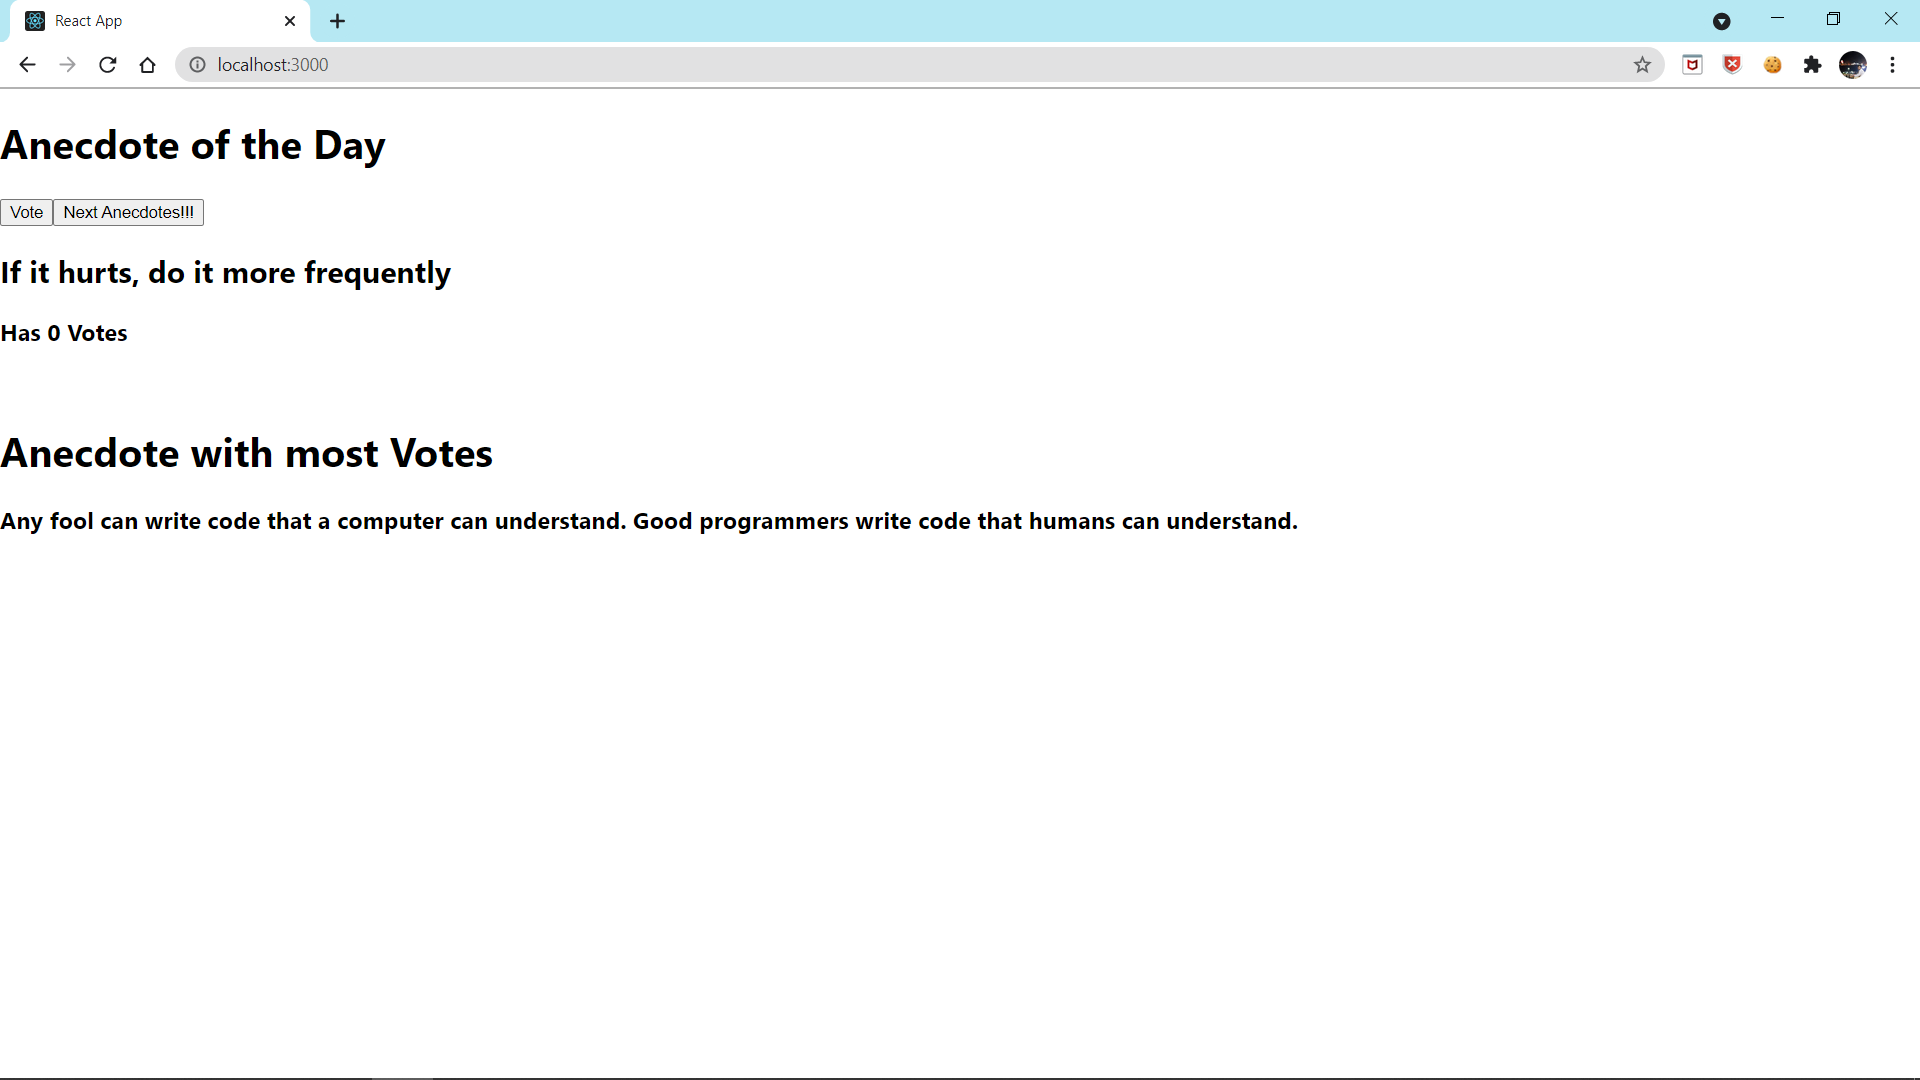 React App
localhost:3000
Anecdote of the Day
Vote Next Anecdotes!!!
If it hurts, do it more frequently
Has 0 Votes
Anecdote with most Votes
Any fool can write code that a computer can understand. Good programmers write code that humans can understand.